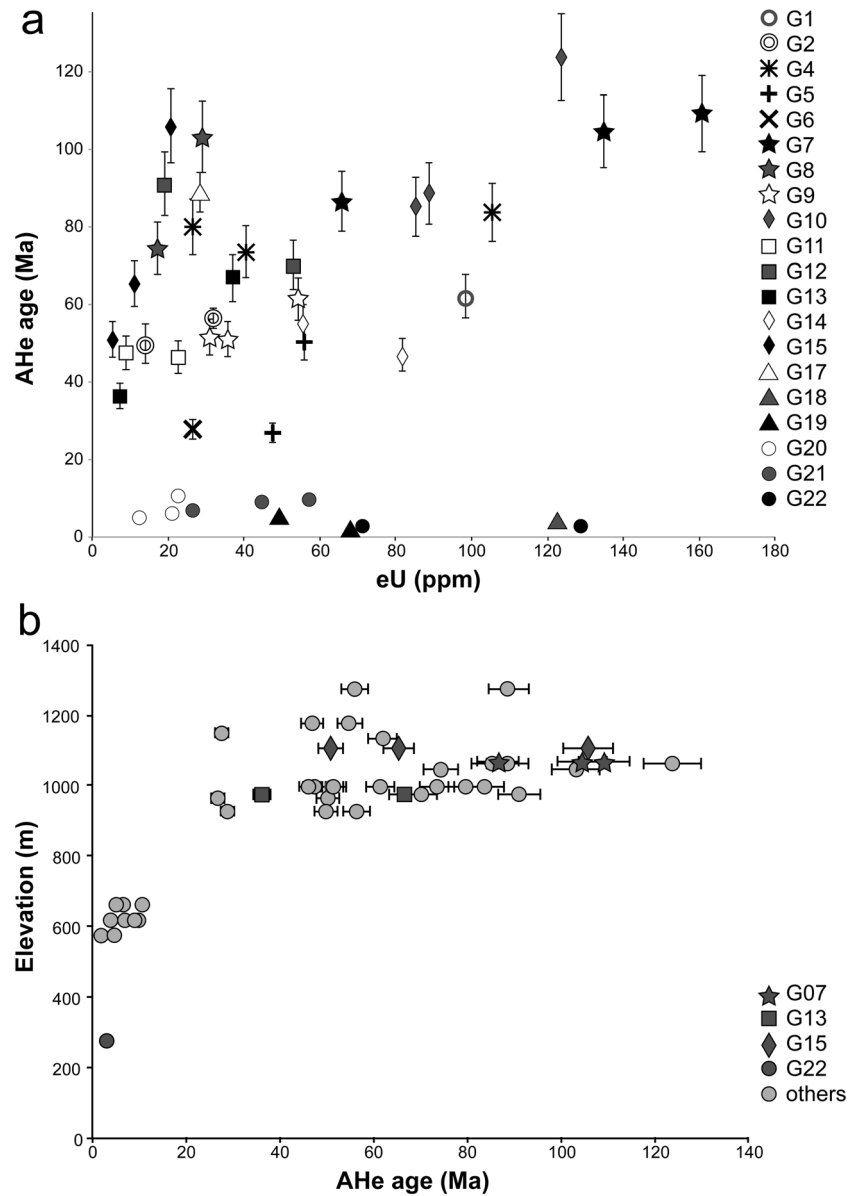 a
AHe age (Ma)
120
100
80
60
40
20
0
0 20 40 60 80 100 120 140 160 180
eU (ppm)
G1
G2
G4
G5
G6
G7
G8
G9
G10
G11
G12
G13
G14
G15
G17
G18
G19
G20
G21
G22
b
Elevation (m)
1400
1200
1000
800
600
400
200
0
0 20 40 60 80 100 120 140
AHe age (Ma)
G07
G13
G15
G22
others